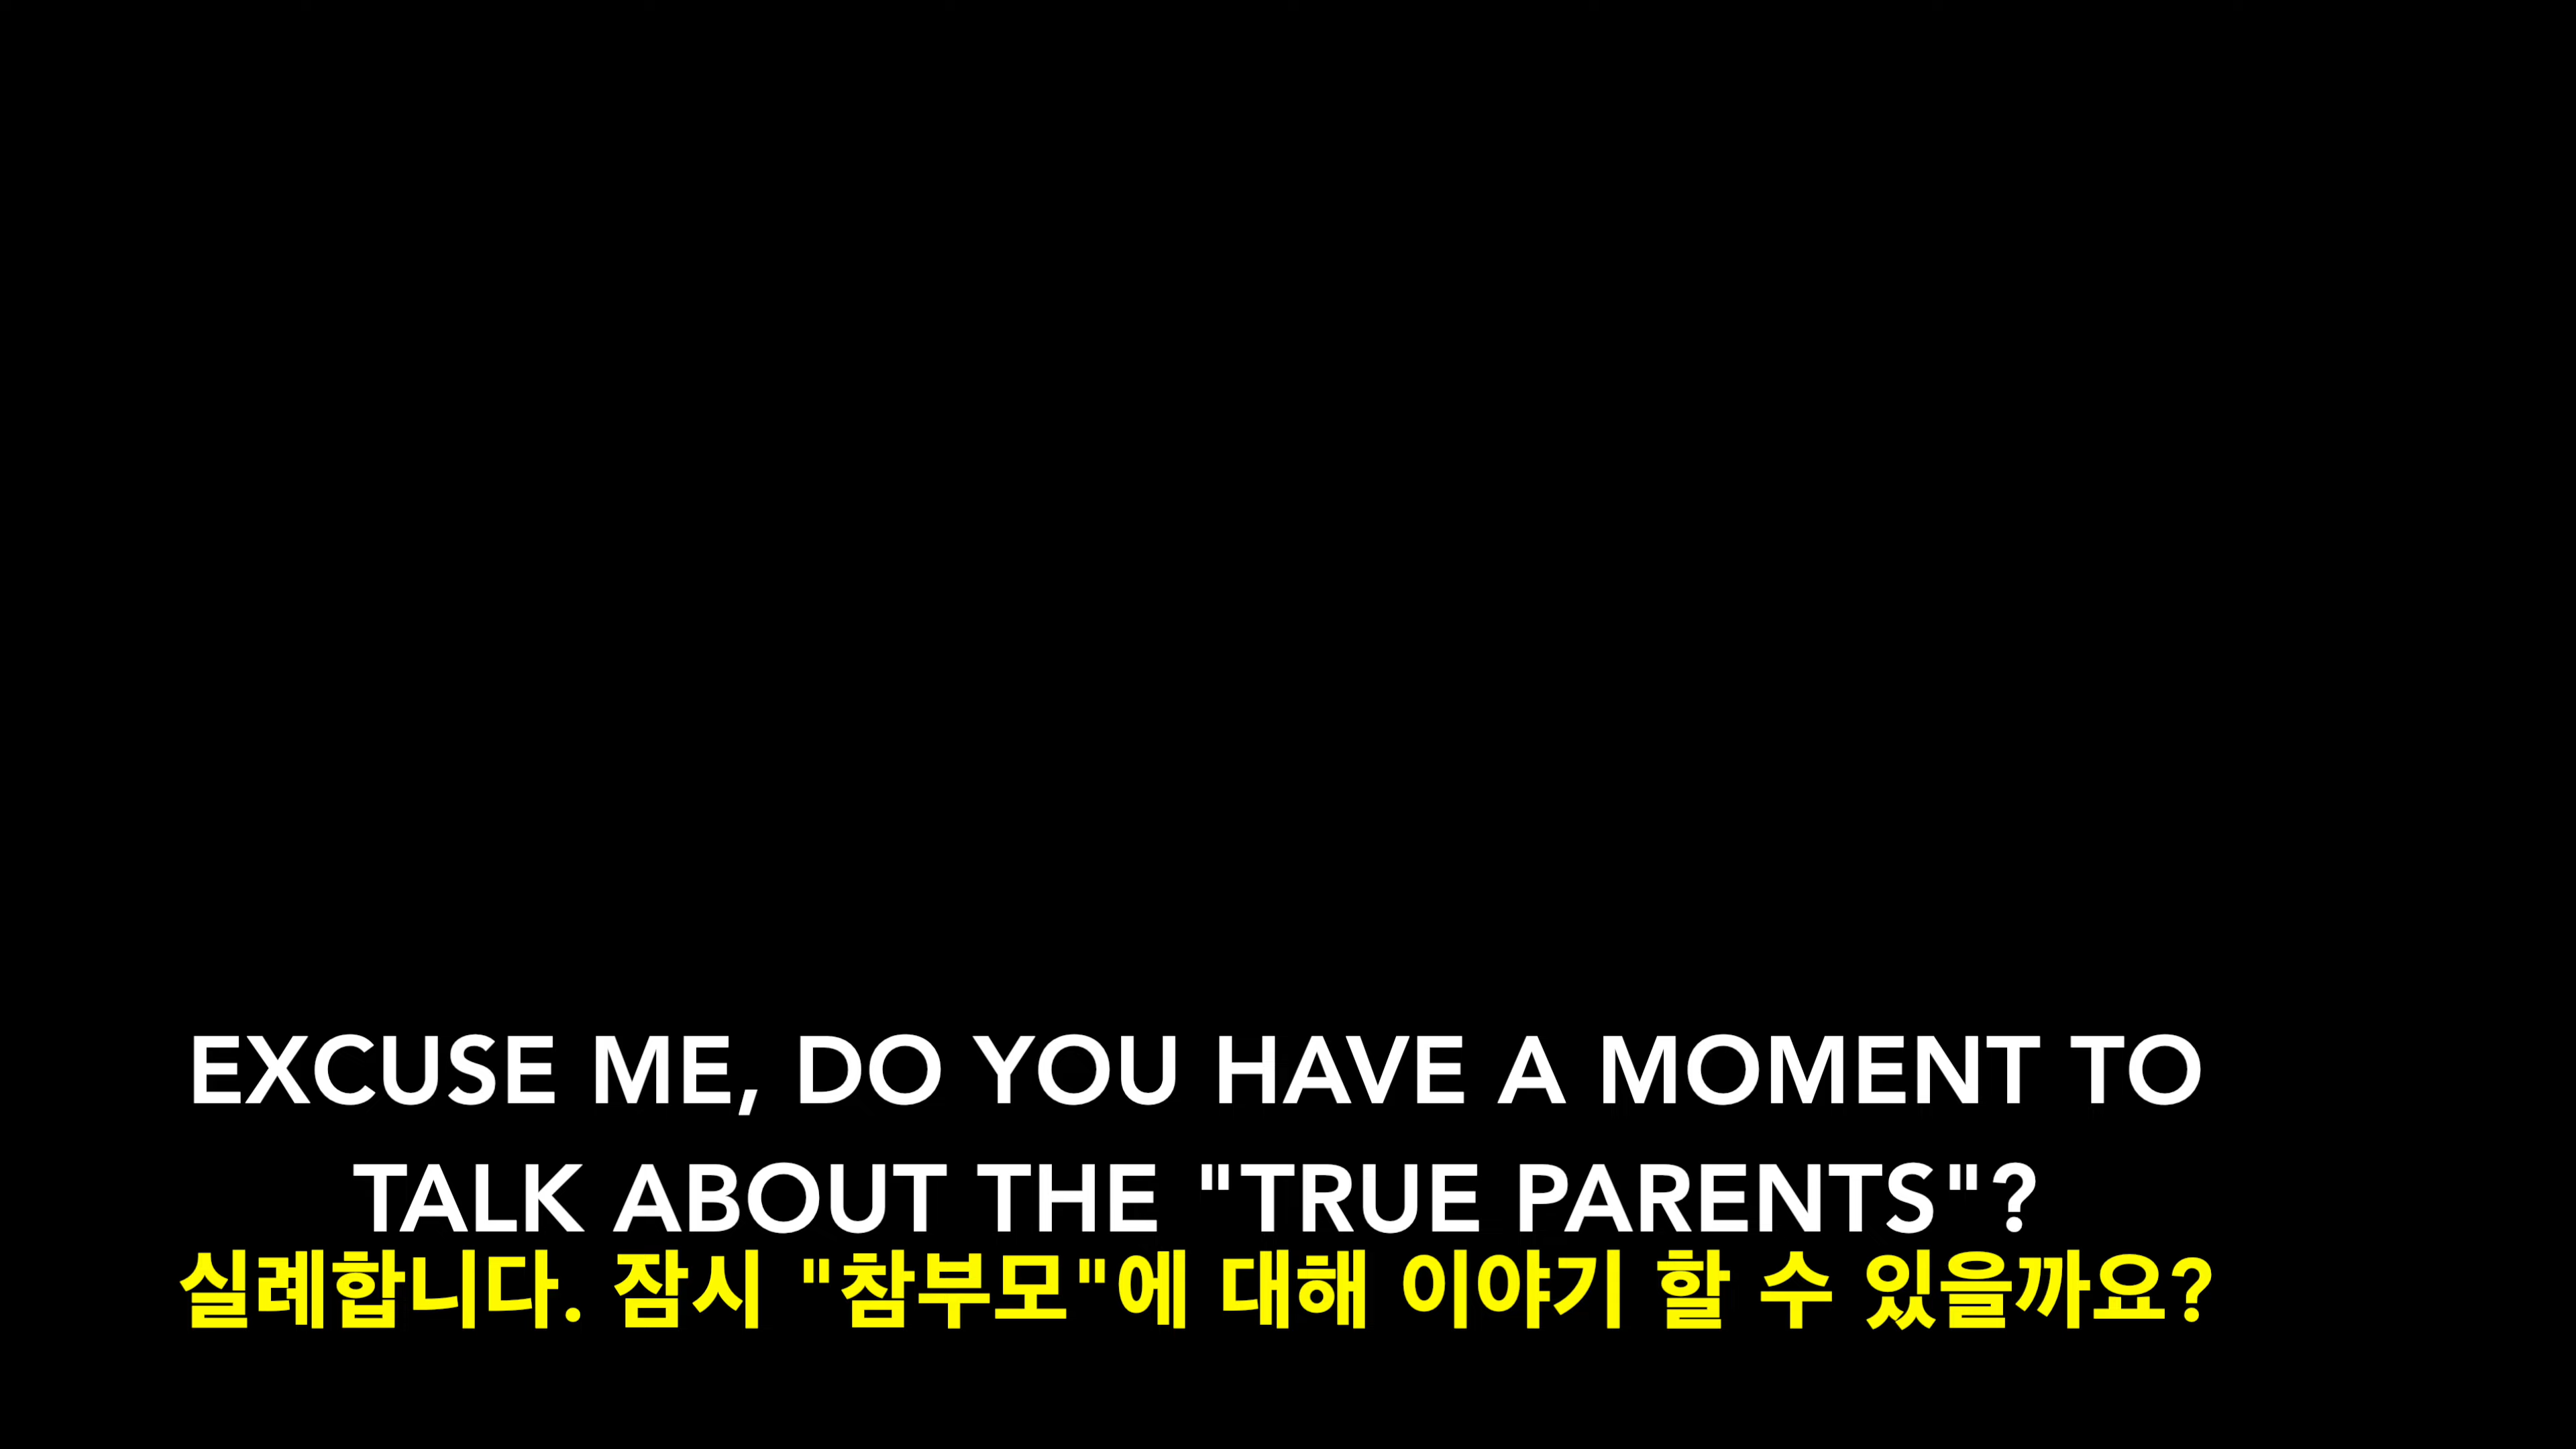 EXCUSE ME, DO YOU HAVE A MOMENT TO
TALK ABOUT THE "TRUE PARENTS"?
실례합니다. 잠시 "참부모"에 대해 이야기 할 수 있을까요?